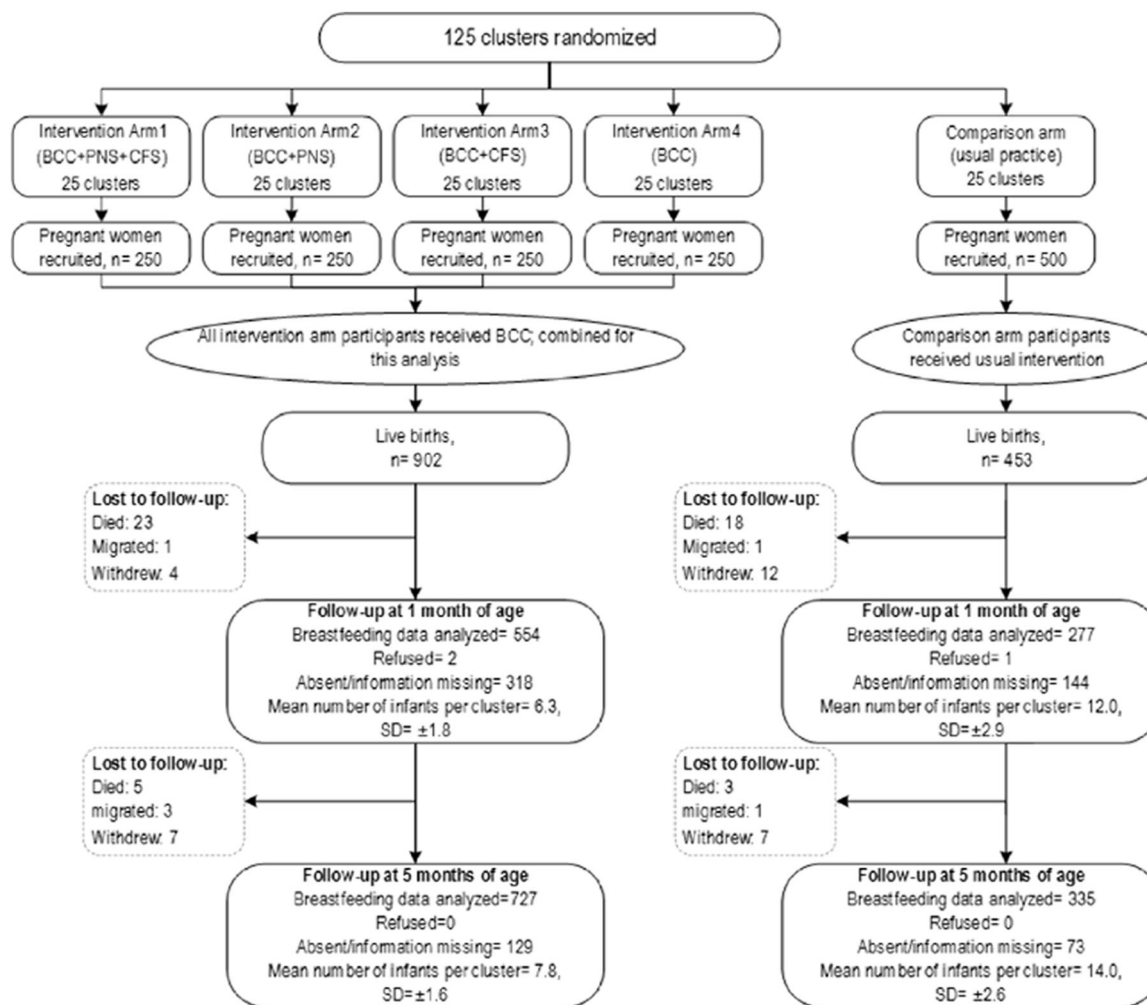 125 clusters randomized
Intervention Arm1
(BCC+PNS+CFS)
25 clusters
Intervention Arm2
(BCC+PNS)
25 clusters
Intervention Arm3
(BCC+CFS)
25 clusters
Intervention Arm4
(BCC)
25 clusters
Comparison arm
(usual practice)
25 clusters
Pregnant women
recruited, n= 250
Pregnant women
recruited, n= 250
Pregnant women
recruited, n= 250
Pregnant women
recruited, n= 250
Pregnant women
recruited, n= 500
All intervention arm participants received BCC; combined for
this analysis
Comparison arm participants
received usual intervention
Live births,
n= 902
Live births,
n= 453
Lost to follow-up:
Died: 23
Migrated: 1
Withdrew: 4
Lost to follow-up:
Died: 18
Migrated: 1
Withdrew: 12
Follow-up at 1 month of age
Breastfeeding data analyzed= 554
Refused= 2
Absent/information missing= 318
Mean number of infants per cluster= 6.3,
SD= ±1.8
Follow-up at 1 month of age
Breastfeeding data analyzed= 277
Refused= 1
Absent/information missing= 144
Mean number of infants per cluster= 12.0,
SD= ±2.9
Lost to follow-up:
Died: 5
migrated: 3
Withdrew: 7
Lost to follow-up:
Died: 3
migrated: 1
Withdrew: 7
Follow-up at 5 months of age
Breastfeeding data analyzed=727
Refused=0
Absent/information missing= 129
Mean number of infants per cluster= 7.8,
SD=±1.6
Follow-up at 5 months of age
Breastfeeding data analyzed= 335
Refused= 0
Absent/information missing= 73
Mean number of infants per cluster= 14.0,
SD=±2.6